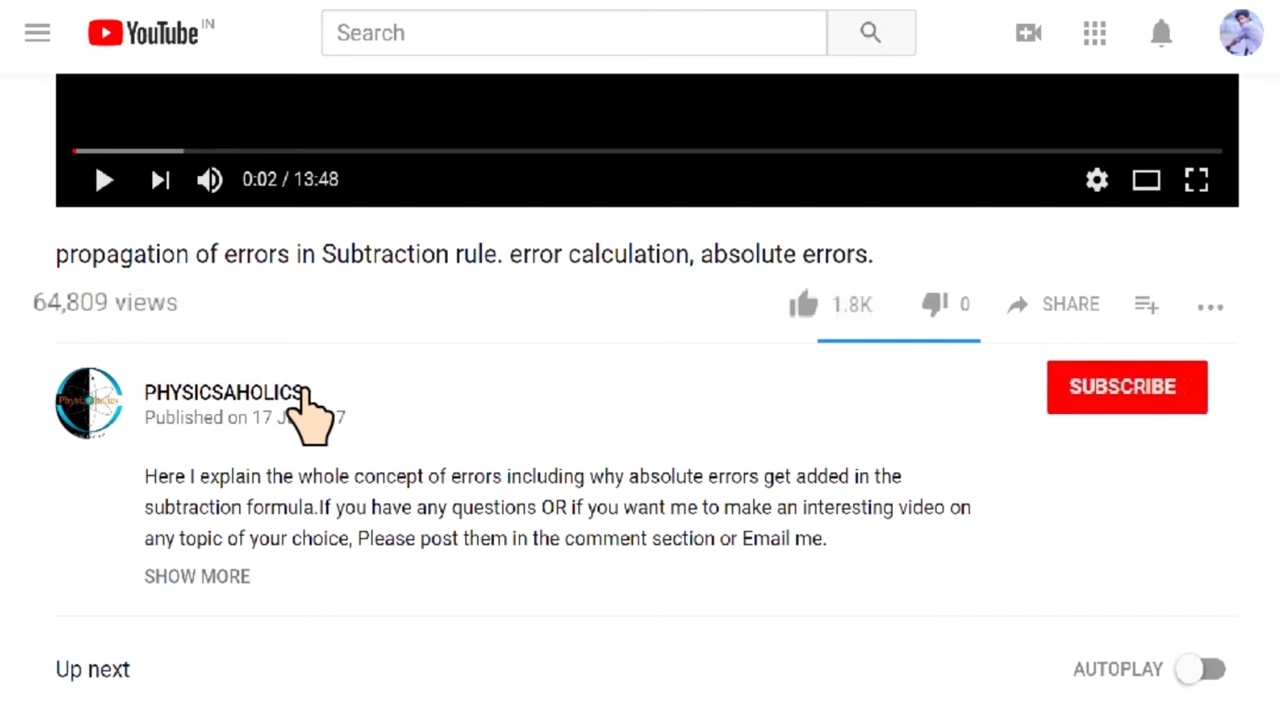 YouTube IN
Search
0:02 / 13:48
propagation of errors in Subtraction rule. error calculation, absolute errors.
64,809 views
1.8K
0
SHARE
PHYSICSAHOLICS
SUBSCRIBE
Published on 17
Here I explain the whole concept of errors including why absolute errors get added in the
subtraction formula.If you have any questions OR if you want me to make an interesting video on
any topic of your choice, Please post them in the comment section or Email me.
SHOW MORE
Up next
AUTOPLAY